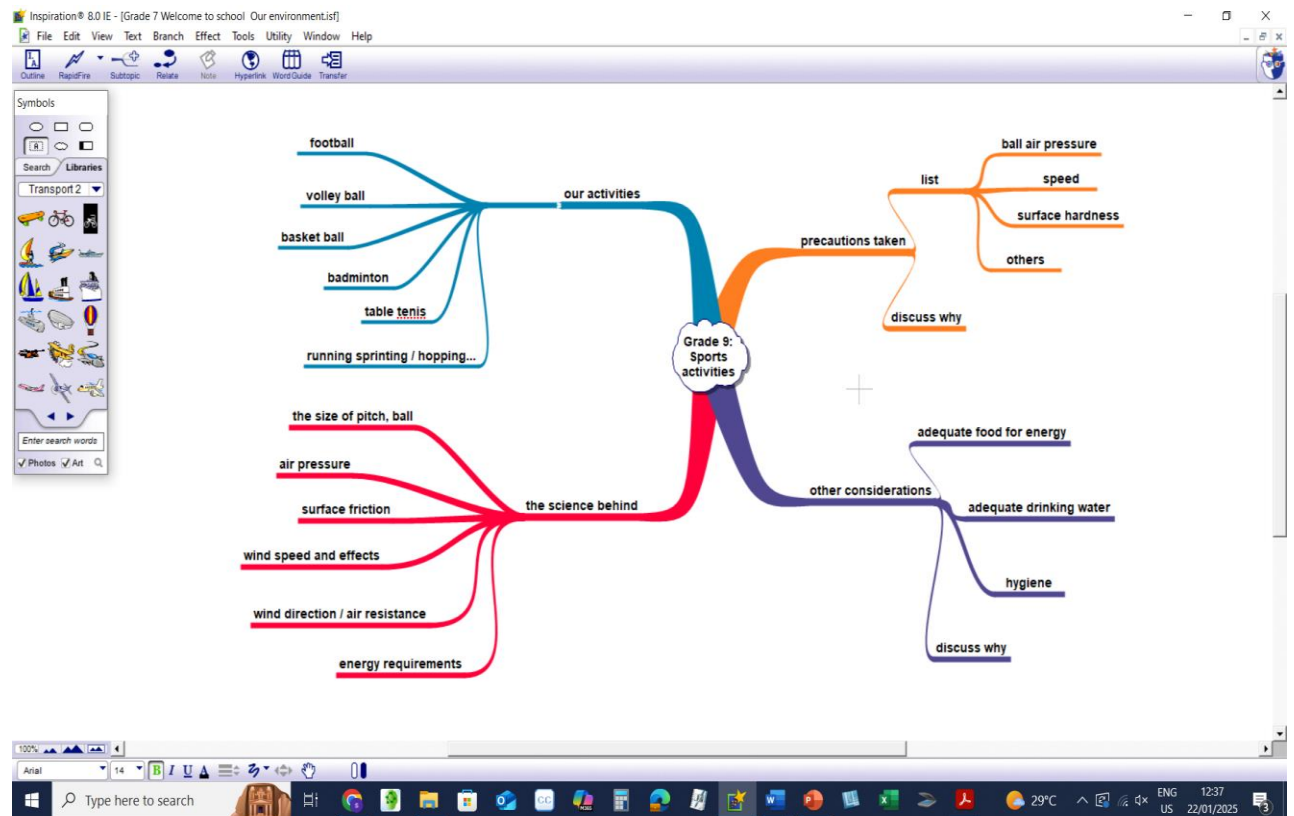 Inspiration® 8.0 IE - [Grade 7 Welcome to school  Our environment.isf]
File Edit View Text Branch Effect Tools Utility Window Help
Outline RapidFire Subtopic Relate Note Hyperlink Word Guide Transfer
Symbols
Search Libraries
Transport 2
Enter search words
Photos Art
football
volley ball
basket ball
badminton
table tenis
running sprinting / hopping...
our activities
the size of pitch, ball
air pressure
surface friction
wind speed and effects
wind direction / air resistance
energy requirements
the science behind
Grade 9:
Sports
activities
precautions taken
list
ball air pressure
speed
surface hardness
others
discuss why
other considerations
adequate food for energy
adequate drinking water
hygiene
discuss why
100%
Arial 14 B I U A
Type here to search
29°C
ENG
US
12:37
22/01/2025
3